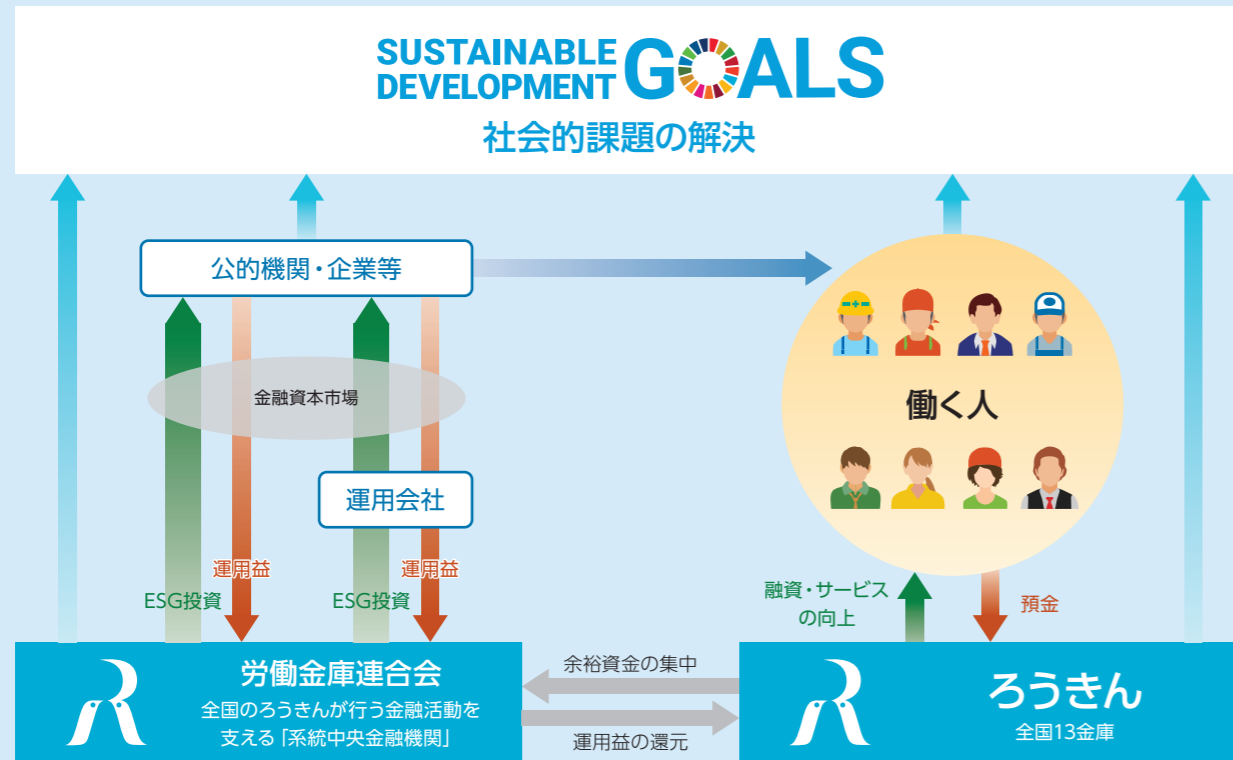 SUSTAINABLE
DEVELOPMENT
GOALS
社会的課題の解決
公的機関・企業等
金融資本市場
運用会社
運用益
ESG投資
運用益
ESG投資
働く人
融資・サービス
の向上
預金
労働金庫連合会
全国のろうきんが行う金融活動を
支える「系統中央金融機関」
余裕資金の集中
運用益の還元
ろうきん
全国13金庫